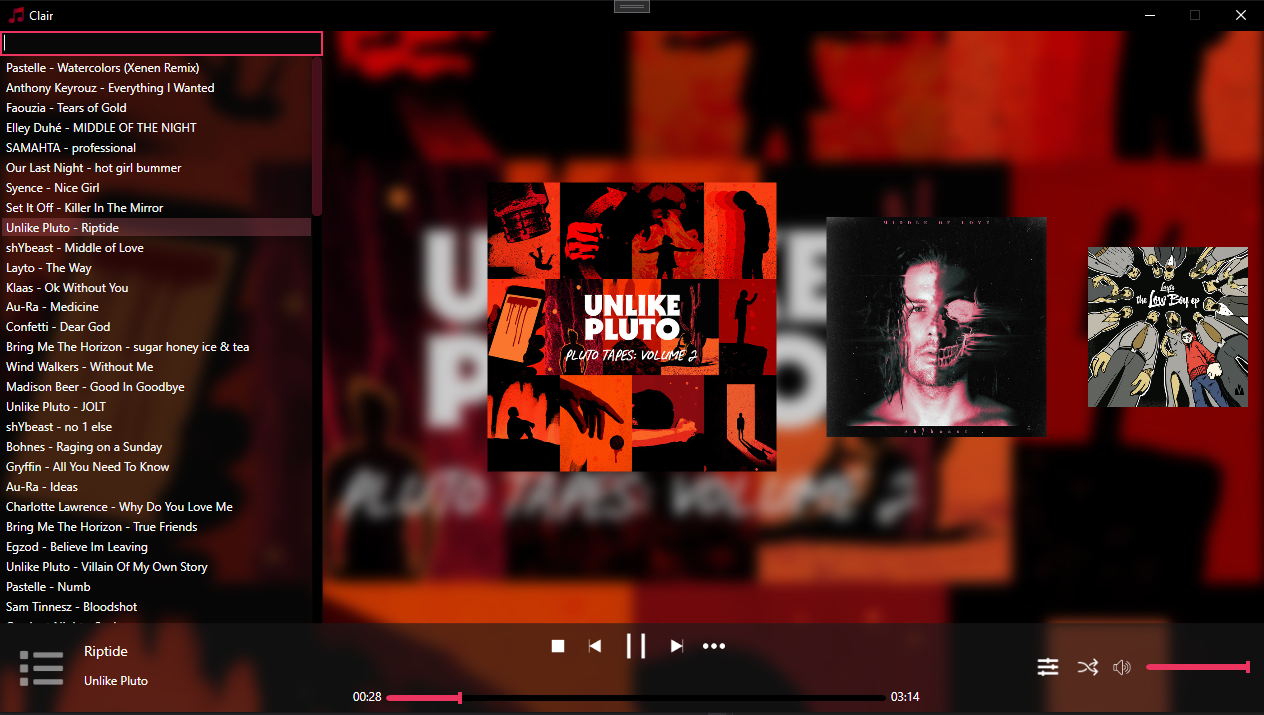 Clair
Pastelle - Watercolors (Xenen Remix)
Anthony Keyrouz - Everything I Wanted
Faouzia - Tears of Gold
Elley Duhé - MIDDLE OF THE NIGHT
SAMAHTA - professional
Our Last Night - hot girl bummer
Syence - Nice Girl
Set It Off - Killer In The Mirror
Unlike Pluto - Riptide
shYbeast - Middle of Love
Layto - The Way
Klaas - Ok Without You
Au-Ra - Medicine
Confetti - Dear God
Bring Me The Horizon - sugar honey ice & tea
Wind Walkers - Without Me
Madison Beer - Good In Goodbye
Unlike Pluto - JOLT
shYbeast - no 1 else
Bohnes - Raging on a Sunday
Gryffin - All You Need To Know
Au-Ra - Ideas
Charlotte Lawrence - Why Do You Love Me
Bring Me The Horizon - True Friends
Egzod - Believe Im Leaving
Unlike Pluto - Villain Of My Own Story
Pastelle - Numb
Sam Tinnesz - Bloodshot
UNLIKE
PLUTO
PLUTO TAPES: VOLUME 2
MIDDLE OF LOVE
shYbeast .
Layto
the Low Boy ep
PLUTO TAPES: VOLUME 2
Riptide
Unlike Pluto
00:28
03:14